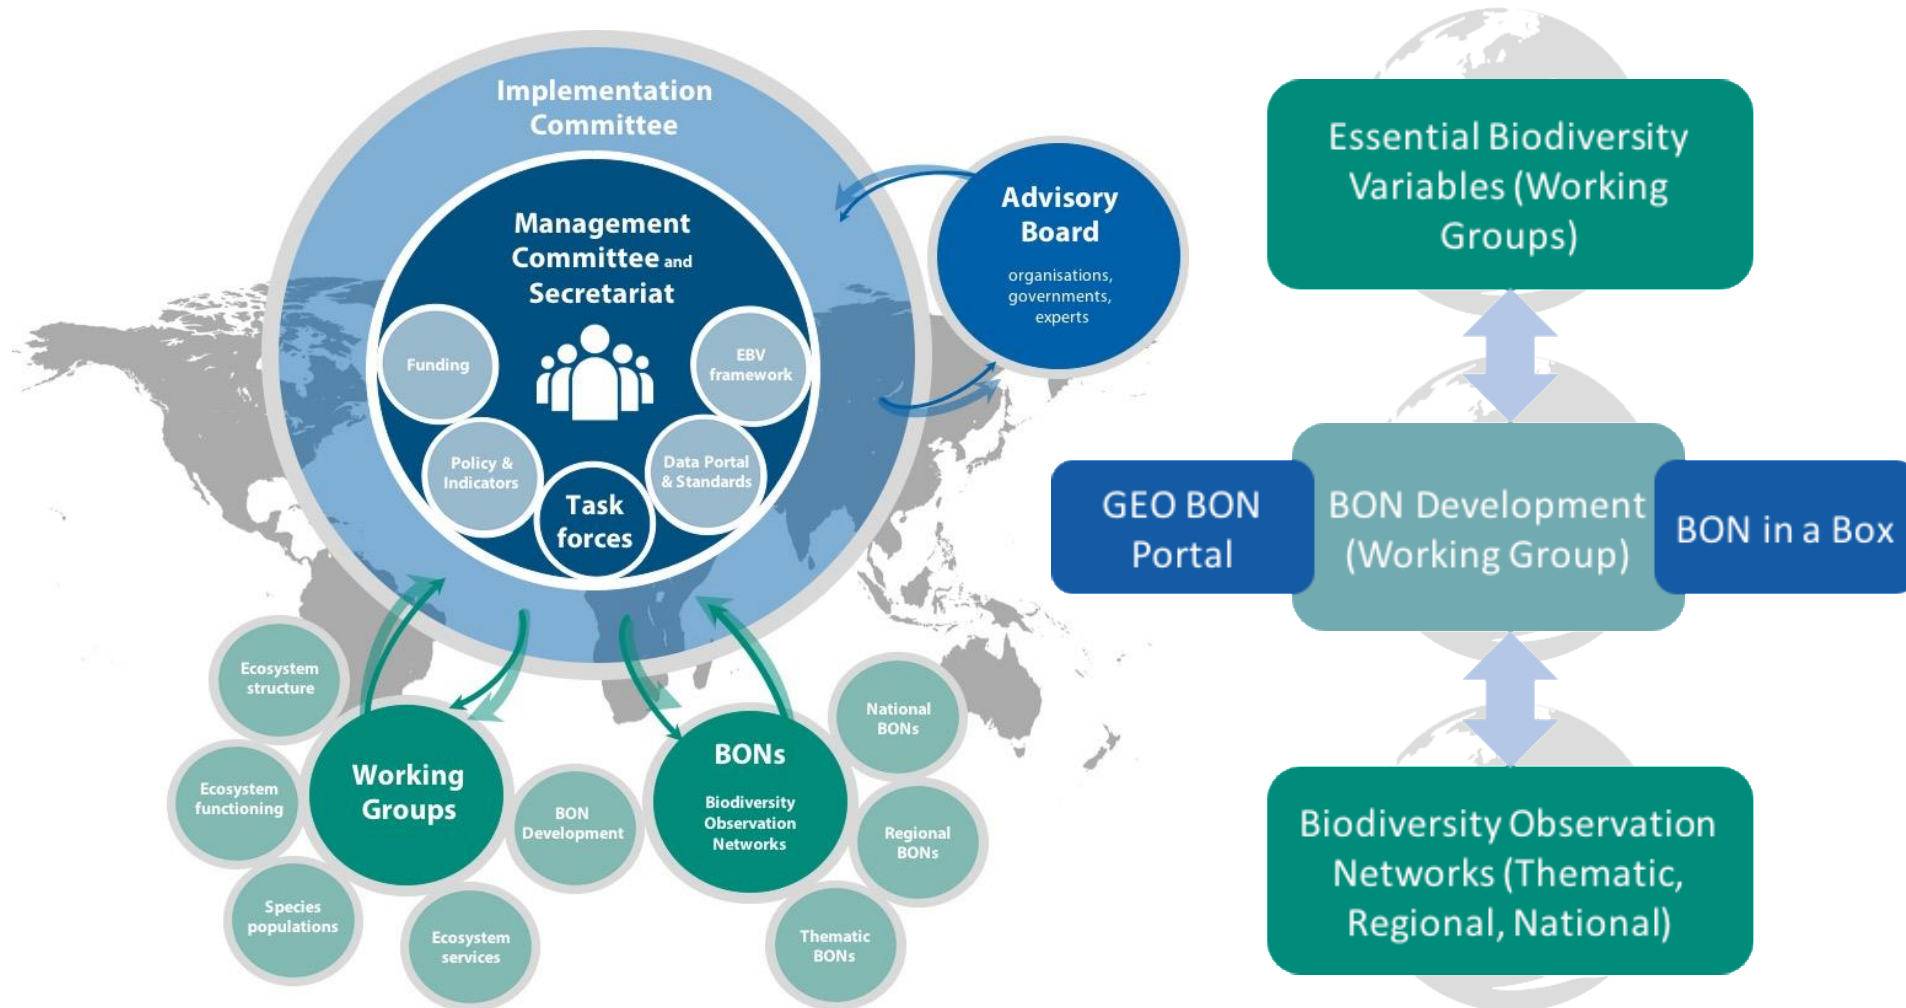 Implementation
Committee
Management
Committee and
Secretariat
Funding
EBV
framework
Policy &
Indicators
Data Portal
& Standards
Task
forces
Advisory
Board
organisations,
governments,
experts
Ecosystem
structure
Ecosystem
functioning
Species
populations
Ecosystem
services
Working
Groups
BON
Development
BONs
Biodiversity
Observation
Networks
National
BONs
Regional
BONs
Thematic
BONs
Essential Biodiversity
Variables (Working
Groups)
GEO BON
Portal
BON Development
(Working Group)
BON in a Box
Biodiversity Observation
Networks (Thematic,
Regional, National)